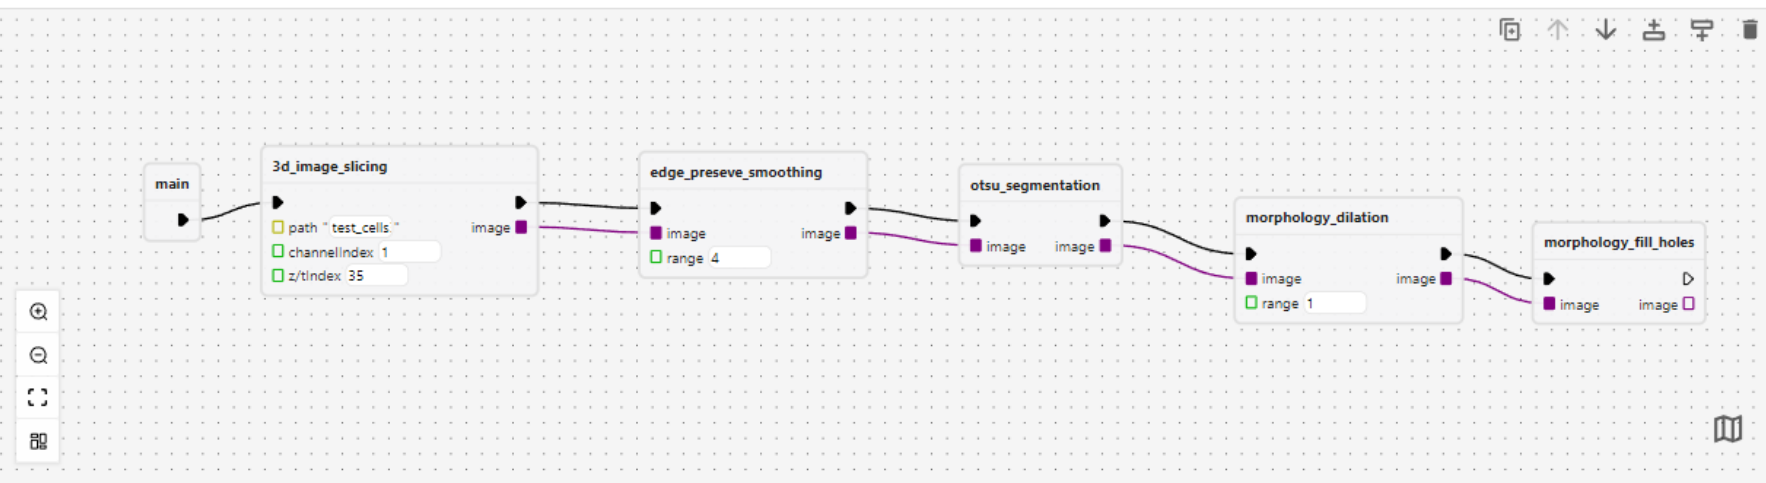 main
3d_image_slicing
path " test_cells. "
image
channelIndex 1
z/tIndex 35
edge_preseve_smoothing
image
image
range 4
otsu_segmentation
image
image
morphology_dilation
image
image
range 1
morphology_fill_holes
image
image